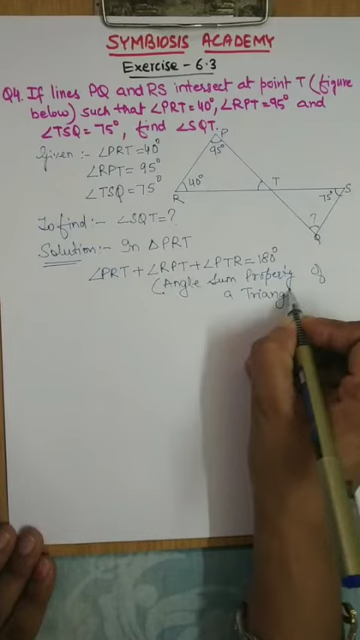 SYMBIOSIS ACADEMY
Exercise - 6.3
Q4. If lines PQ and RS intersect at point T (figure
below) such that ∠PRT = 40°, ∠RPT = 95° and
∠TSQ = 75°, find ∠SQT.
Given :- ∠PRT = 40°
∠RPT = 95°
∠TSQ = 75°
P
95°
40°
R
T
75°
S
?
Q
To find :- ∠SQT = ?
Solution :- In △PRT
∠PRT + ∠RPT + ∠PTR = 180°
(Angle Sum Property of
a Triang